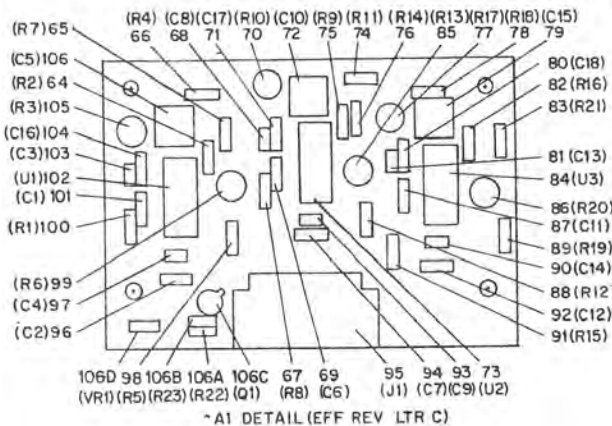 (R4) (C8) (C17) (R10) (C10) (R9) (R11) (R14) (R13) (R17) (R18) (C15)
(R7) 65 66 68 71 70 72 75 74 76 85 77 78 79
(C5) 106
(R2) 64
(R3) 105
(C16) 104
(C3) 103
(U1) 102
(C1) 101
(R1) 100
(R6) 99
(C4) 97
(C2) 96
80 (C18)
82 (R16)
83 (R21)
81 (C13)
84 (U3)
86 (R20)
87 (C11)
89 (R19)
90 (C14)
88 (R12
92 (C12)
91 (R15)
106D 98 106B 106A 106C 67 69 95 94 93 73
(VR1) (R5) (R23) (R22) (Q1) (R8) (C6) (J1) (C7) (C9) (U2)
A1 DETAIL (EFF REV LTR C)